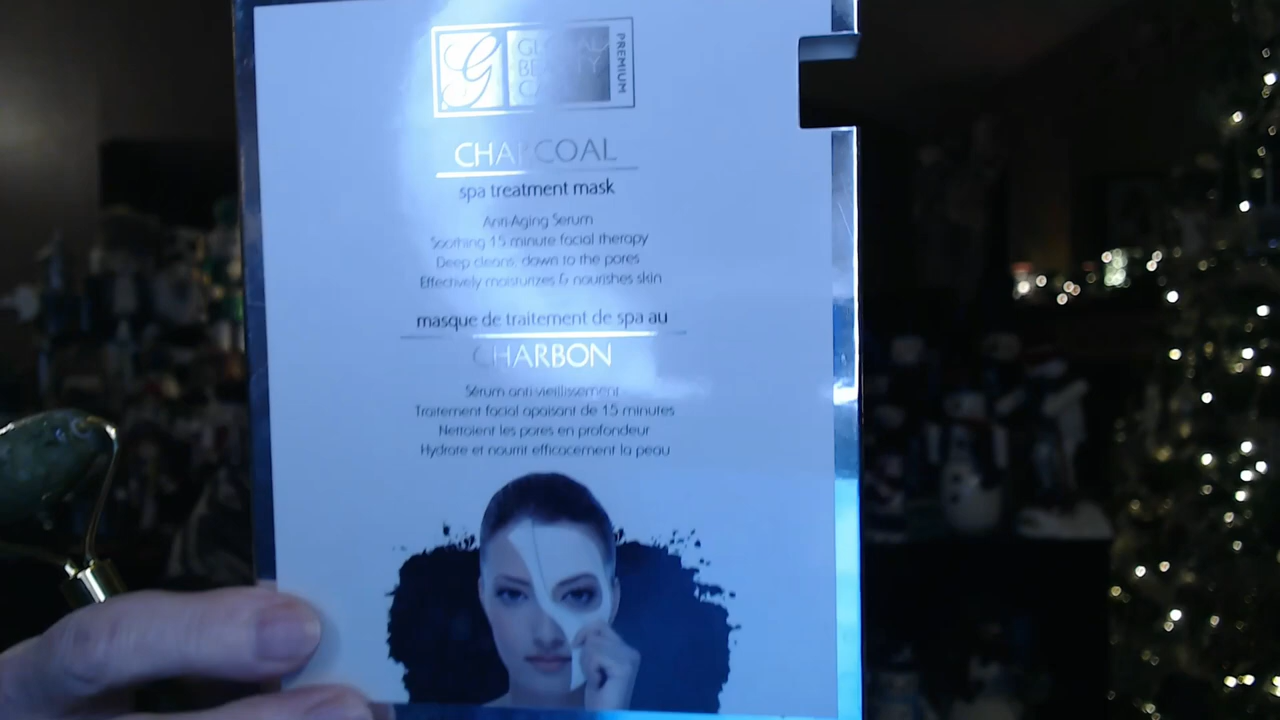 G
GLOBAL
BEAUTY
CARE
PREMIUM
CHARCOAL
spa treatment mask
Anti-Aging Serum
Soothing 15 minute facial therapy
Deep cleans, down to the pores
Effectively moisturizes & nourishes skin
masque de traitement de spa au
CHARBON
Sérum anti-vieillissement
Traitement facial apaisant de 15 minutes
Nettoient les pores en profondeur
Hydrate et nourrit efficacement la peau